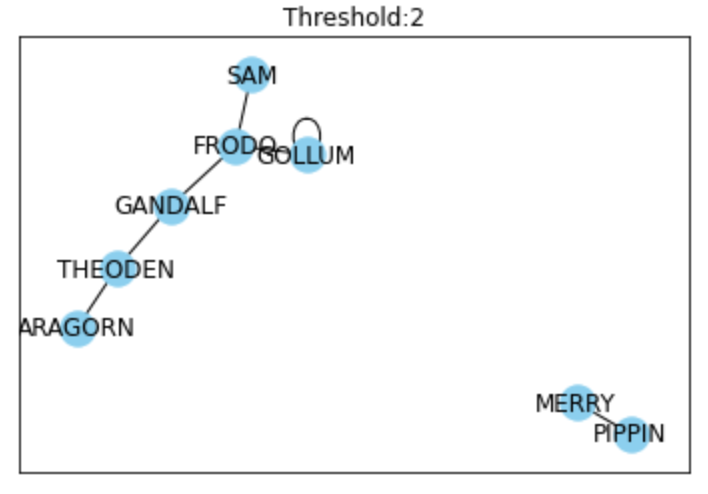 Threshold:2
SAM
FRODO
GOLLUM
GANDALF
THEODEN
ARAGORN
MERRY
PIPPIN